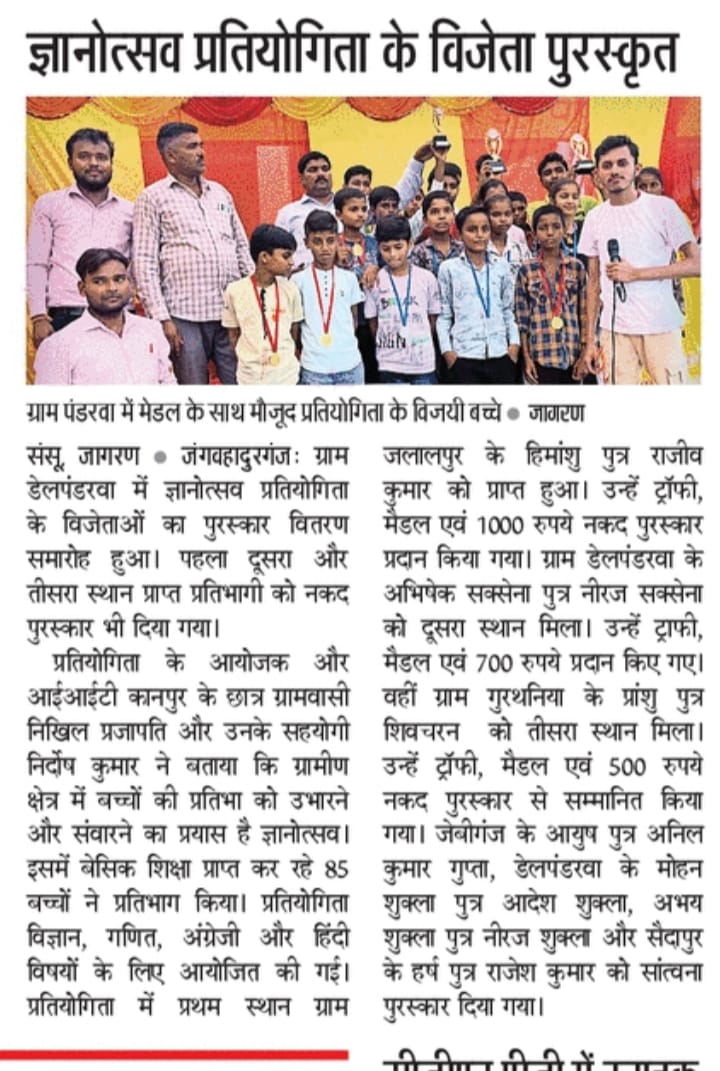 ज्ञानोत्सव प्रतियोगिता के विजेता पुरस्कृत
ग्राम पंडरवा में मेडल के साथ मौजूद प्रतियोगिता के विजयी बच्चे ● जागरण
संसू, जागरण ● जंगवहादुरगंज: ग्राम
डेलपंडरवा में ज्ञानोत्सव प्रतियोगिता
के विजेताओं का पुरस्कार वितरण
समारोह हुआ। पहला दूसरा और
तीसरा स्थान प्राप्त प्रतिभागी को नकद
पुरस्कार भी दिया गया।
प्रतियोगिता के आयोजक और
आईआईटी कानपुर के छात्र ग्रामवासी
निखिल प्रजापति और उनके सहयोगी
निर्दोष कुमार ने बताया कि ग्रामीण
क्षेत्र में बच्चों की प्रतिभा को उभारने
और संवारने का प्रयास है ज्ञानोत्सव।
इसमें बेसिक शिक्षा प्राप्त कर रहे 85
बच्चों ने प्रतिभाग किया। प्रतियोगिता
विज्ञान, गणित, अंग्रेजी और हिंदी
विषयों के लिए आयोजित की गई।
प्रतियोगिता में प्रथम स्थान ग्राम
जलालपुर के हिमांशु पुत्र राजीव
कुमार को प्राप्त हुआ। उन्हें ट्रॉफी,
मैडल एवं 1000 रुपये नकद पुरस्कार
प्रदान किया गया। ग्राम डेलपंडरवा के
अभिषेक सक्सेना पुत्र नीरज सक्सेना
को दूसरा स्थान मिला। उन्हें ट्राफी,
मैडल एवं 700 रुपये प्रदान किए गए।
वहीं ग्राम गुरथनिया के प्रांशु पुत्र
शिवचरन को तीसरा स्थान मिला।
उन्हें ट्रॉफी, मैडल एवं 500 रुपये
नकद पुरस्कार से सम्मानित किया
गया। जेबीगंज के आयुष पुत्र अनिल
कुमार गुप्ता, डेलपंडरवा के मोहन
शुक्ला पुत्र आदेश शुक्ला, अभय
शुक्ला पुत्र नीरज शुक्ला और सैदापुर
के हर्ष पुत्र राजेश कुमार को सांत्वना
पुरस्कार दिया गया।